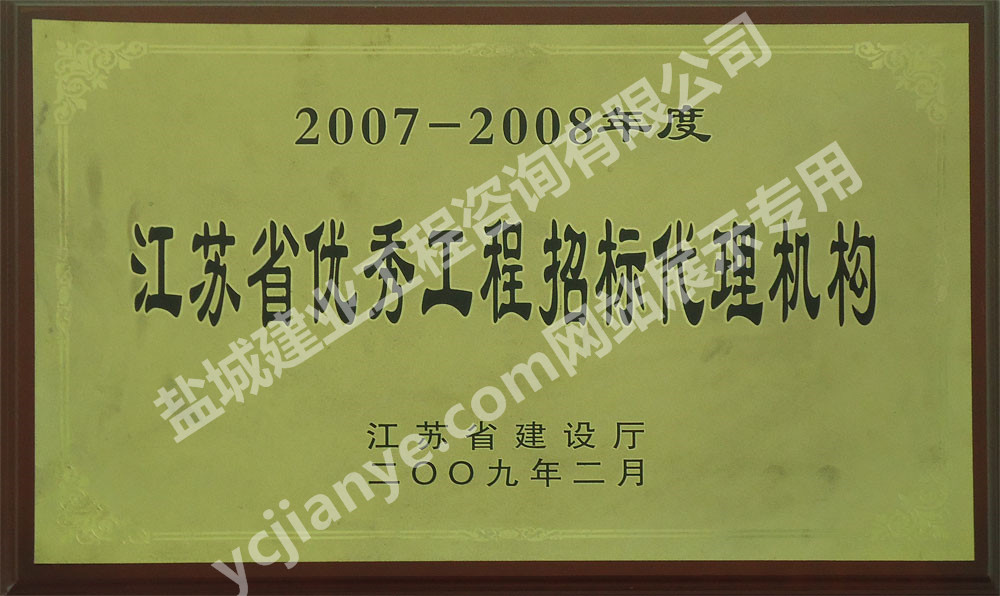 2007-2008年度
江苏省优秀工程招标代理机构
江苏省建设厅
二〇〇九年二月
盐城建业工程咨询有限公司
ycjianye.com网站展示专用